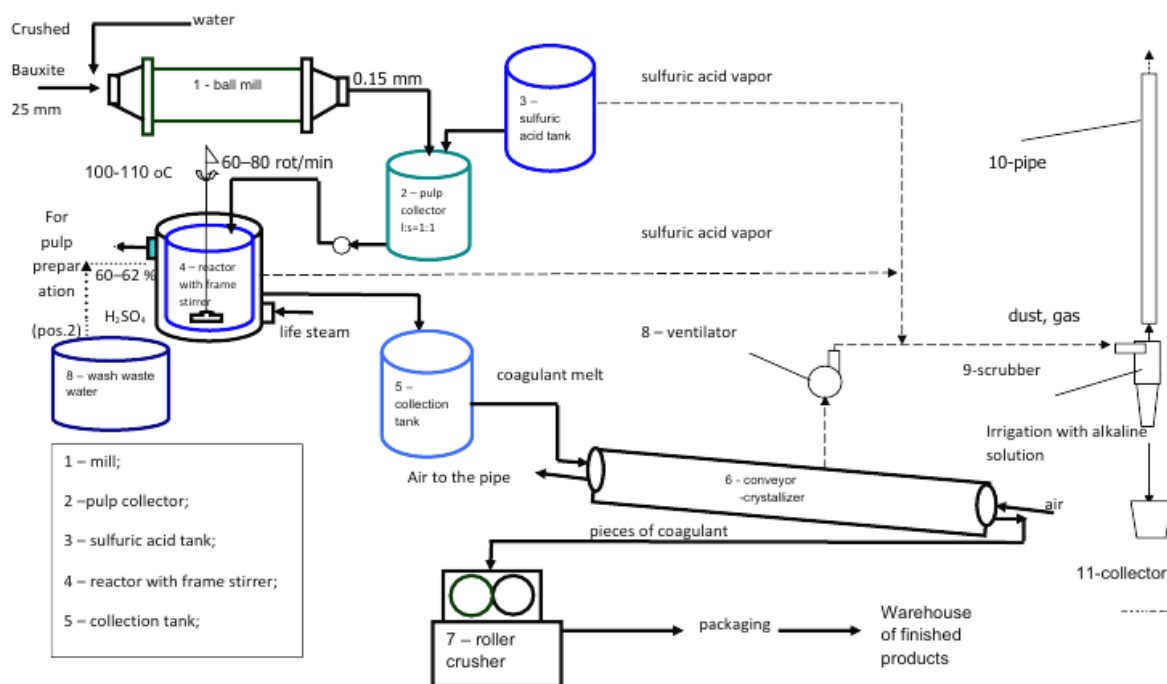 water
Crushed
Bauxite
25 mm
1 - ball mill
0.15 mm
3 –
sulfuric
acid tank
sulfuric acid vapor
10-pipe
100-110 oC
60–80 rot/min
2 – pulp
collector
l:s=1:1
For
pulp
prepar
ation
(pos.2)
60–62 %
H₂SO₄
4 – reactor
with frame
stirrer
sulfuric acid vapor
life steam
8 – wash waste
water
5 –
collection
tank
coagulant melt
8 – ventilator
dust, gas
9-scrubber
Irrigation with alkaline
solution
Air to the pipe
6 - conveyor
-crystallizer
air
pieces of coagulant
11-collector
7 – roller
crusher
packaging
Warehouse
of finished
products
1 – mill;
2 –pulp collector;
3 – sulfuric acid tank;
4 – reactor with frame stirrer;
5 – collection tank;